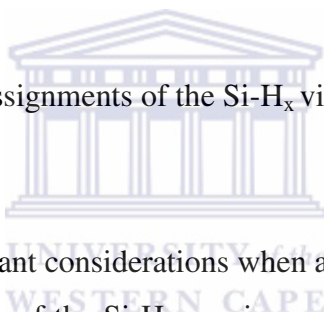 ssignments of the Si-Hx vi
UNIVERSITY of the
ant considerations when a
WESTERN CAPE
of the Si-H